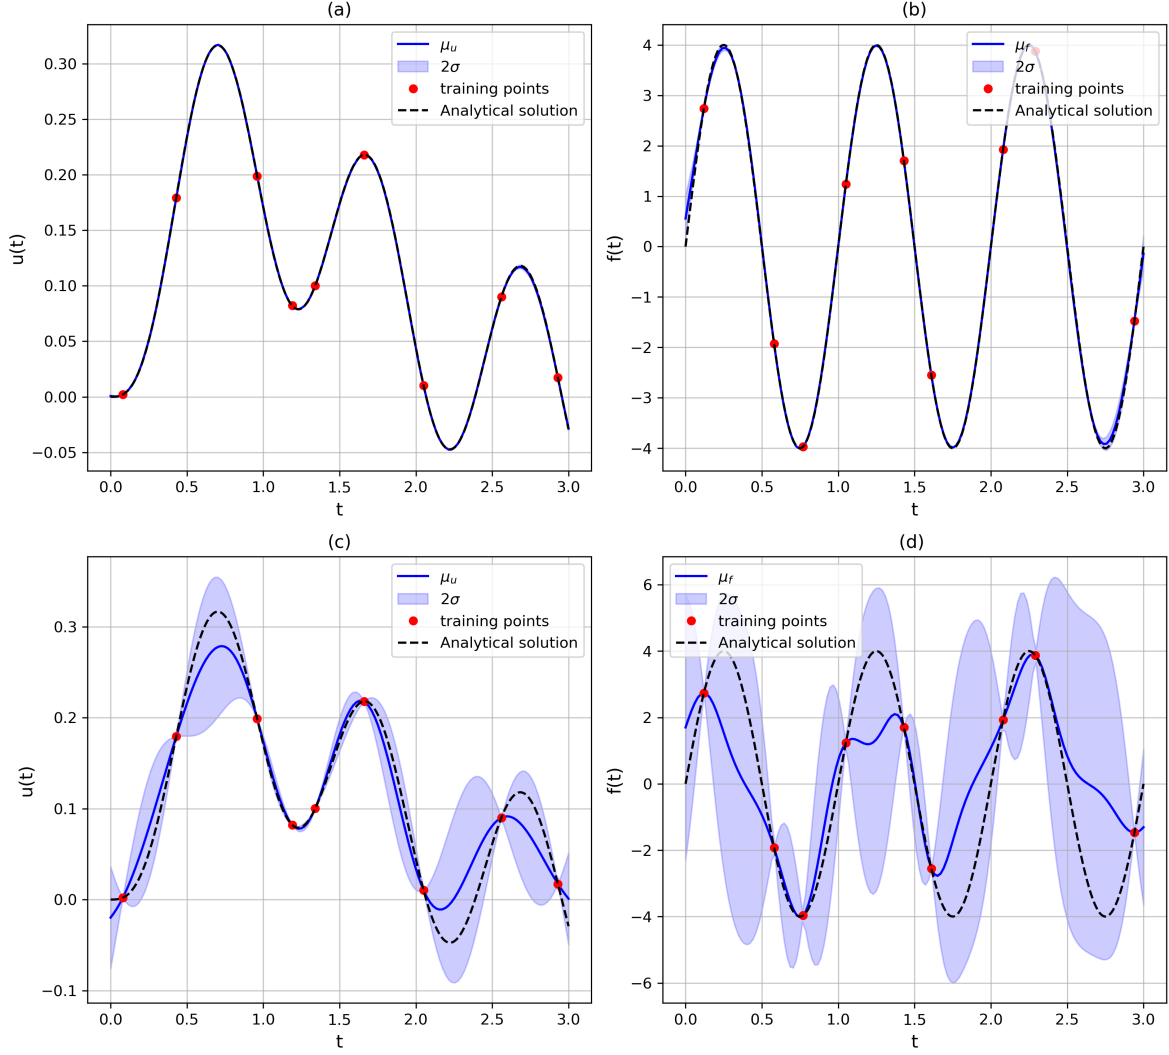 (a)
μu
2σ
training points
Analytical solution
0.30
0.25
0.20
0.15
0.10
0.05
0.00
−0.05
u(t)
0.0 0.5 1.0 1.5 2.0 2.5 3.0
t
(b)
μf
2σ
training points
Analytical solution
4
3
2
1
0
−1
−2
−3
−4
f(t)
0.0 0.5 1.0 1.5 2.0 2.5 3.0
t
(c)
μu
2σ
training points
Analytical solution
0.3
0.2
0.1
0.0
−0.1
u(t)
0.0 0.5 1.0 1.5 2.0 2.5 3.0
t
(d)
μf
2σ
training points
Analytical solution
6
4
2
0
−2
−4
−6
f(t)
0.0 0.5 1.0 1.5 2.0 2.5 3.0
t